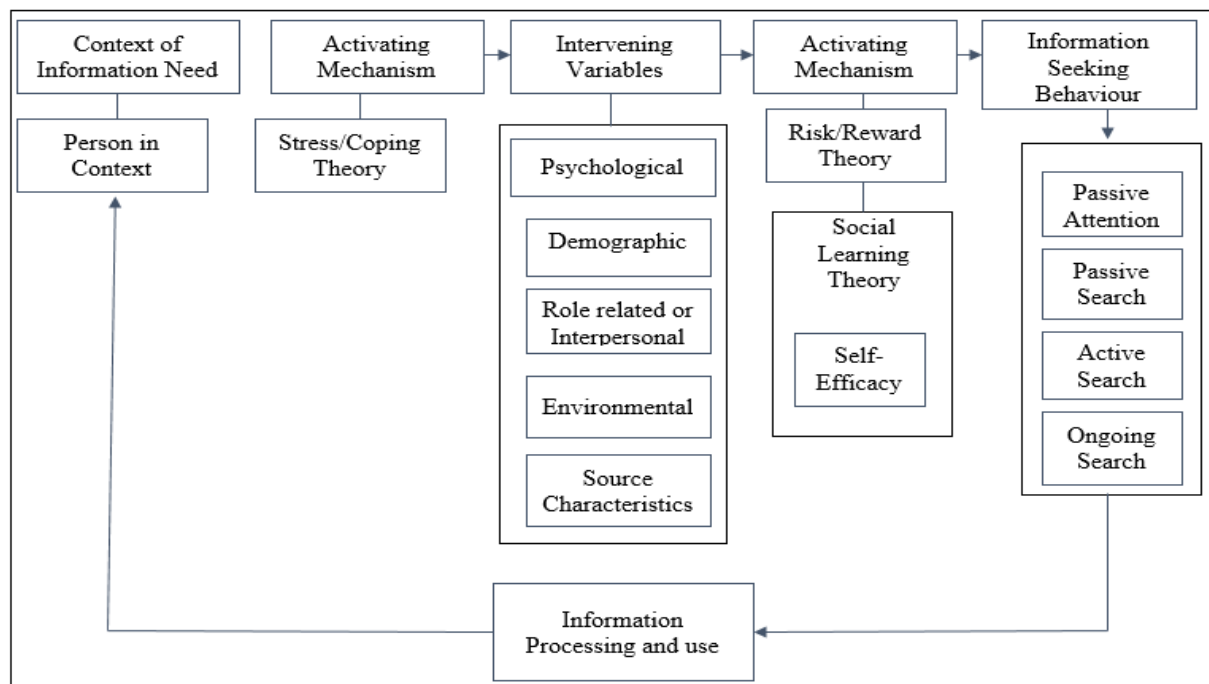 Context of
Information Need
Activating
Mechanism
Intervening
Variables
Activating
Mechanism
Information
Seeking
Behaviour
Person in
Context
Stress/Coping
Theory
Psychological
Demographic
Role related or
Interpersonal
Environmental
Source
Characteristics
Risk/Reward
Theory
Social
Learning
Theory
Self-
Efficacy
Passive
Attention
Passive
Search
Active
Search
Ongoing
Search
Information
Processing and use